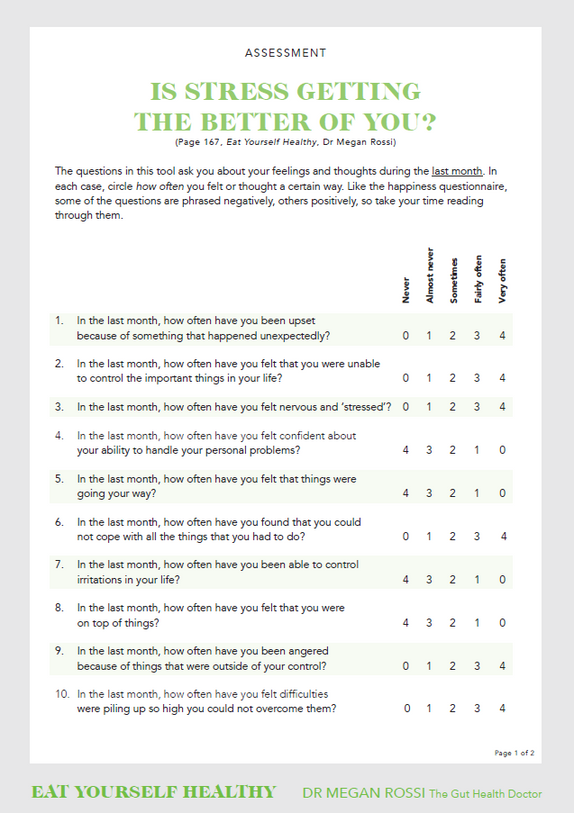 ASSESSMENT
IS STRESS GETTING
THE BETTER OF YOU?
(Page 167, Eat Yourself Healthy, Dr Megan Rossi)
The questions in this tool ask you about your feelings and thoughts during the last month. In
each case, circle how often you felt or thought a certain way. Like the happiness questionnaire,
some of the questions are phrased negatively, others positively, so take your time reading
through them.
Never Almost never Sometimes Fairly often Very often
1. In the last month, how often have you been upset
because of something that happened unexpectedly? 0 1 2 3 4
2. In the last month, how often have you felt that you were unable
to control the important things in your life? 0 1 2 3 4
3. In the last month, how often have you felt nervous and ‘stressed’? 0 1 2 3 4
4. In the last month, how often have you felt confident about
your ability to handle your personal problems? 4 3 2 1 0
5. In the last month, how often have you felt that things were
going your way? 4 3 2 1 0
6. In the last month, how often have you found that you could
not cope with all the things that you had to do? 0 1 2 3 4
7. In the last month, how often have you been able to control
irritations in your life? 4 3 2 1 0
8. In the last month, how often have you felt that you were
on top of things? 4 3 2 1 0
9. In the last month, how often have you been angered
because of things that were outside of your control? 0 1 2 3 4
10. In the last month, how often have you felt difficulties
were piling up so high you could not overcome them? 0 1 2 3 4
Page 1 of 2
EAT YOURSELF HEALTHY DR MEGAN ROSSI The Gut Health Doctor